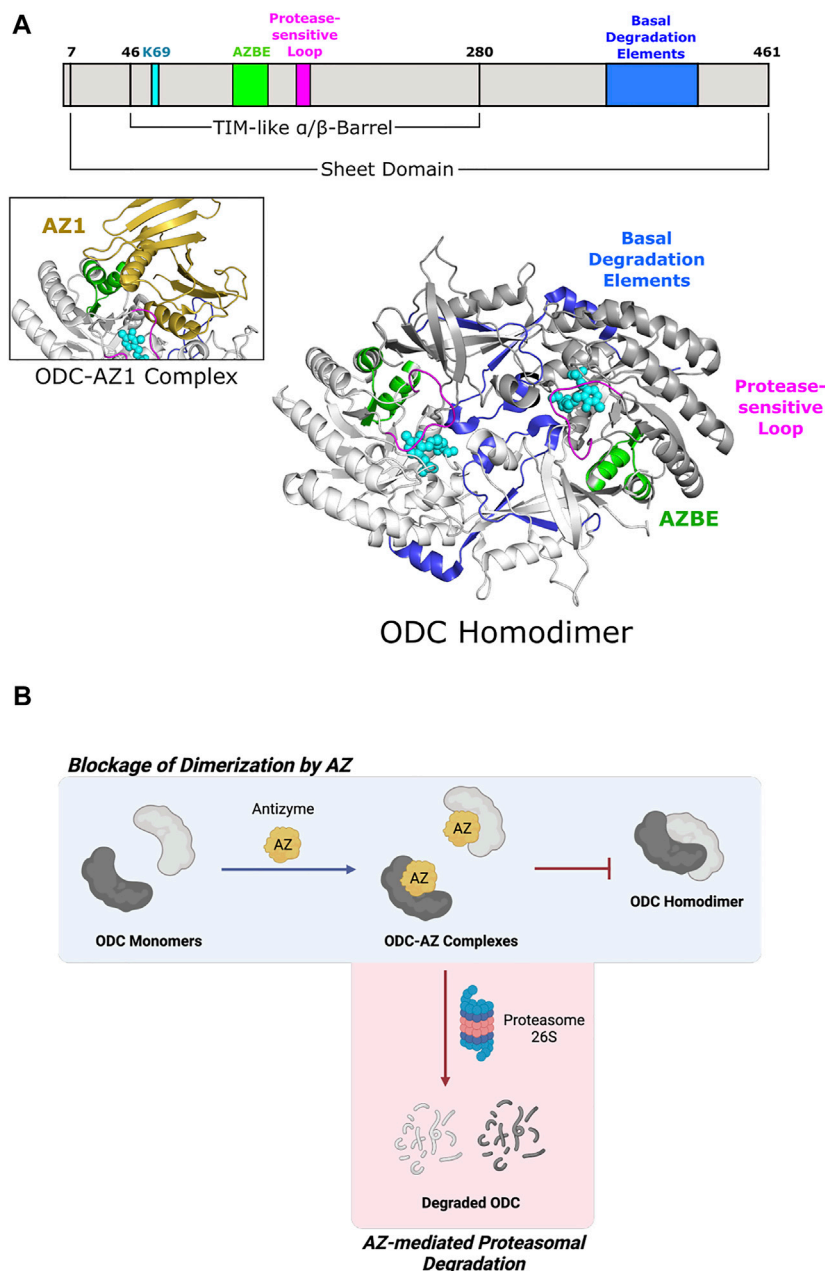 A
7
46
K69
AZBE
Protease-
sensitive
Loop
280
Basal
Degradation
Elements
461
TIM-like α/β-Barrel
Sheet Domain
AZ1
ODC-AZ1 Complex
Basal
Degradation
Elements
Protease-
sensitive
Loop
AZBE
ODC Homodimer
B
Blockage of Dimerization by AZ
Antizyme
AZ
AZ
AZ
ODC Monomers
ODC-AZ Complexes
ODC Homodimer
Proteasome
26S
Degraded ODC
AZ-mediated Proteasomal
Degradation